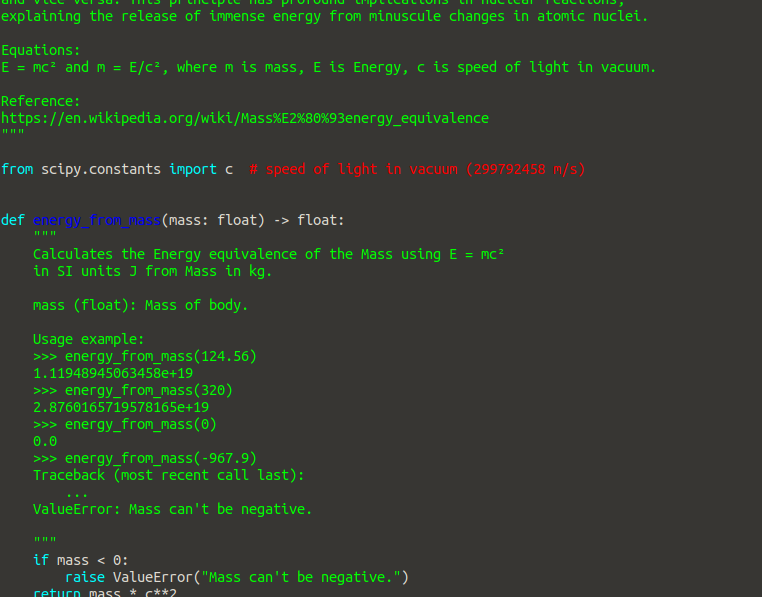 and vice versa. This principle has profound implications in nuclear reactions,
explaining the release of immense energy from minuscule changes in atomic nuclei.

Equations:
E = mc² and m = E/c², where m is mass, E is Energy, c is speed of light in vacuum.

Reference:
https://en.wikipedia.org/wiki/Mass%E2%80%93energy_equivalence
"""

from scipy.constants import c  # speed of light in vacuum (299792458 m/s)


def energy_from_mass(mass: float) -> float:
    """
    Calculates the Energy equivalence of the Mass using E = mc²
    in SI units J from Mass in kg.

    mass (float): Mass of body.

    Usage example:
    >>> energy_from_mass(124.56)
    1.11948945063458e+19
    >>> energy_from_mass(320)
    2.8760165719578165e+19
    >>> energy_from_mass(0)
    0.0
    >>> energy_from_mass(-967.9)
    Traceback (most recent call last):
        ...
    ValueError: Mass can't be negative.

    """
    if mass < 0:
        raise ValueError("Mass can't be negative.")
    return mass * c**2